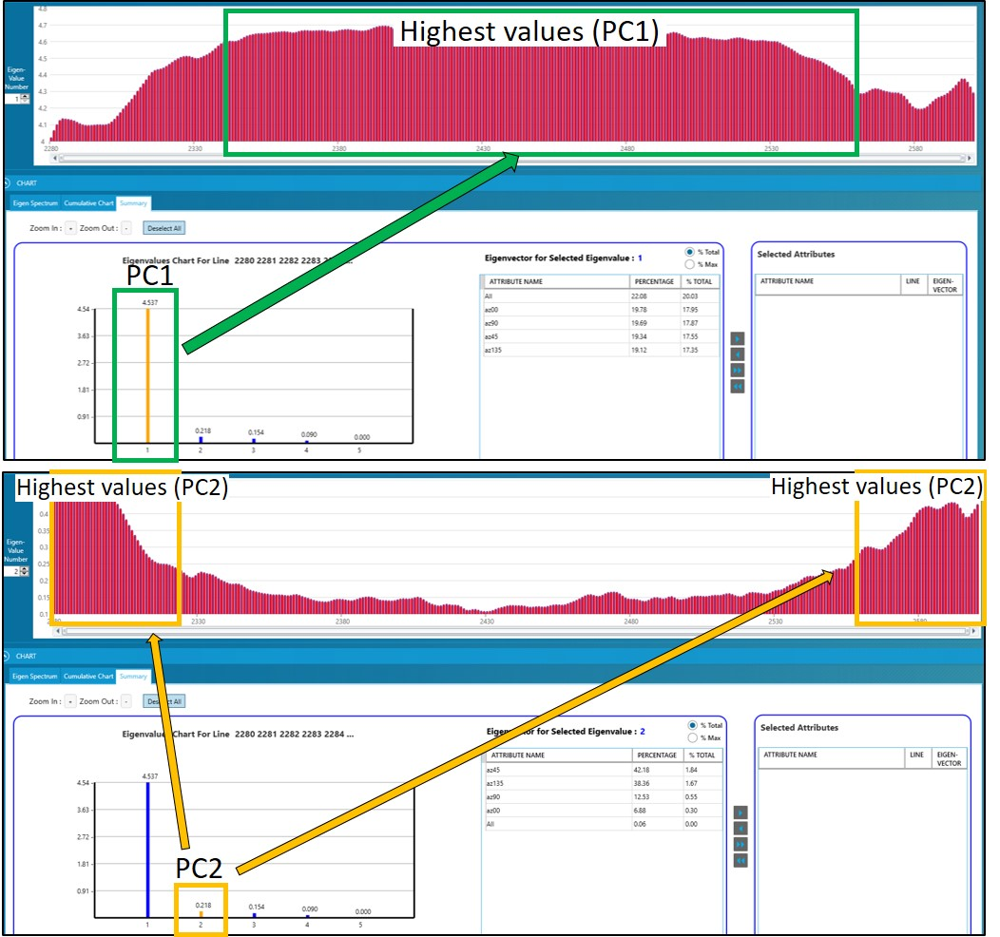 4.8
4.7
4.6
4.5
4.4
4.3
4.2
4.1
4
Highest values (PC1)
Eigen-
Value
Number
1
2280 2330 2380 2430 2480 2530 2580
CHART
Eigen Spectrum Cumulative Chart Summary
Zoom In : + Zoom Out : - Deselect All
Eigenvalues Chart For Line 2280 2281 2282 2283 ...
PC1
4.537
4.54
3.63
2.72
1.81
0.91
0.218 0.154 0.090 0.000
1 2 3 4 5
Eigenvector for Selected Eigenvalue : 1
% Total
% Max
ATTRIBUTE NAME PERCENTAGE % TOTAL
All 22.08 20.03
az00 19.78 17.95
az90 19.69 17.87
az45 19.34 17.55
az135 19.12 17.35
Selected Attributes
ATTRIBUTE NAME LINE EIGEN-
VECTOR
Highest values (PC2)
Highest values (PC2)
0.4
0.35
0.3
0.25
0.2
0.15
0.1
Eigen-
Value
Number
2
2330 2380 2430 2480 2530 2580
CHART
Eigen Spectrum Cumulative Chart Summary
Zoom In : + Zoom Out : - All
Chart For Line 2280 2281 2282 2283 2284 ...
4.537
4.54
3.63
2.72
1.81
0.91
PC2
0.218 0.154 0.090 0.000
1 2 3 4 5
for Selected Eigenvalue : 2
% Total
% Max
ATTRIBUTE NAME PERCENTAGE % TOTAL
az45 42.18 1.84
az135 38.36 1.67
az90 12.53 0.55
az00 6.88 0.30
All 0.06 0.00
Selected Attributes
ATTRIBUTE NAME LINE EIGEN-
VECTOR